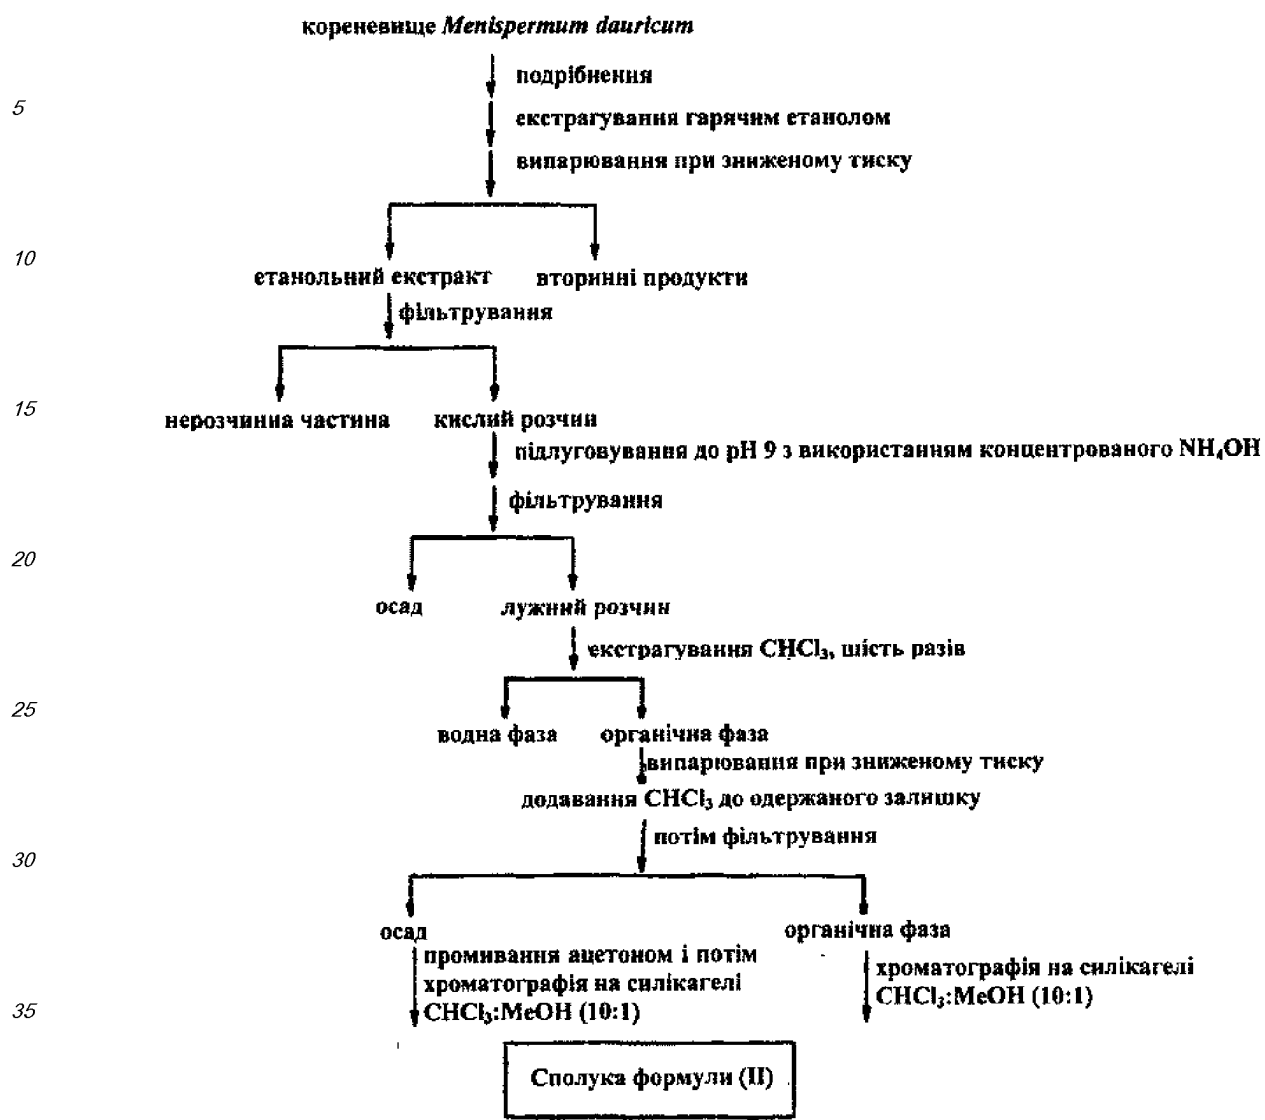 кореневище Menispermum dauricum
подрібнення
5
екстрагування гарячим етанолом
випарювання при зниженому тиску
10
етанольний екстракт вторинні продукти
фільтрування
15
нерозчинна частина кислий розчин
підлуговування до pH 9 з використанням концентрованого NH₄OH
фільтрування
20
осад лужний розчин
екстрагування CHCl₃, шість разів
25
водна фаза органічна фаза
випарювання при зниженому тиску
додавання CHCl₃ до одержаного залишку
потім фільтрування
30
осад органічна фаза
промивання ацетоном і потім
хроматографія на силікагелі
CHCl₃:MeOH (10:1)
хроматографія на силікагелі
CHCl₃:MeOH (10:1)
35
Сполука формули (II)